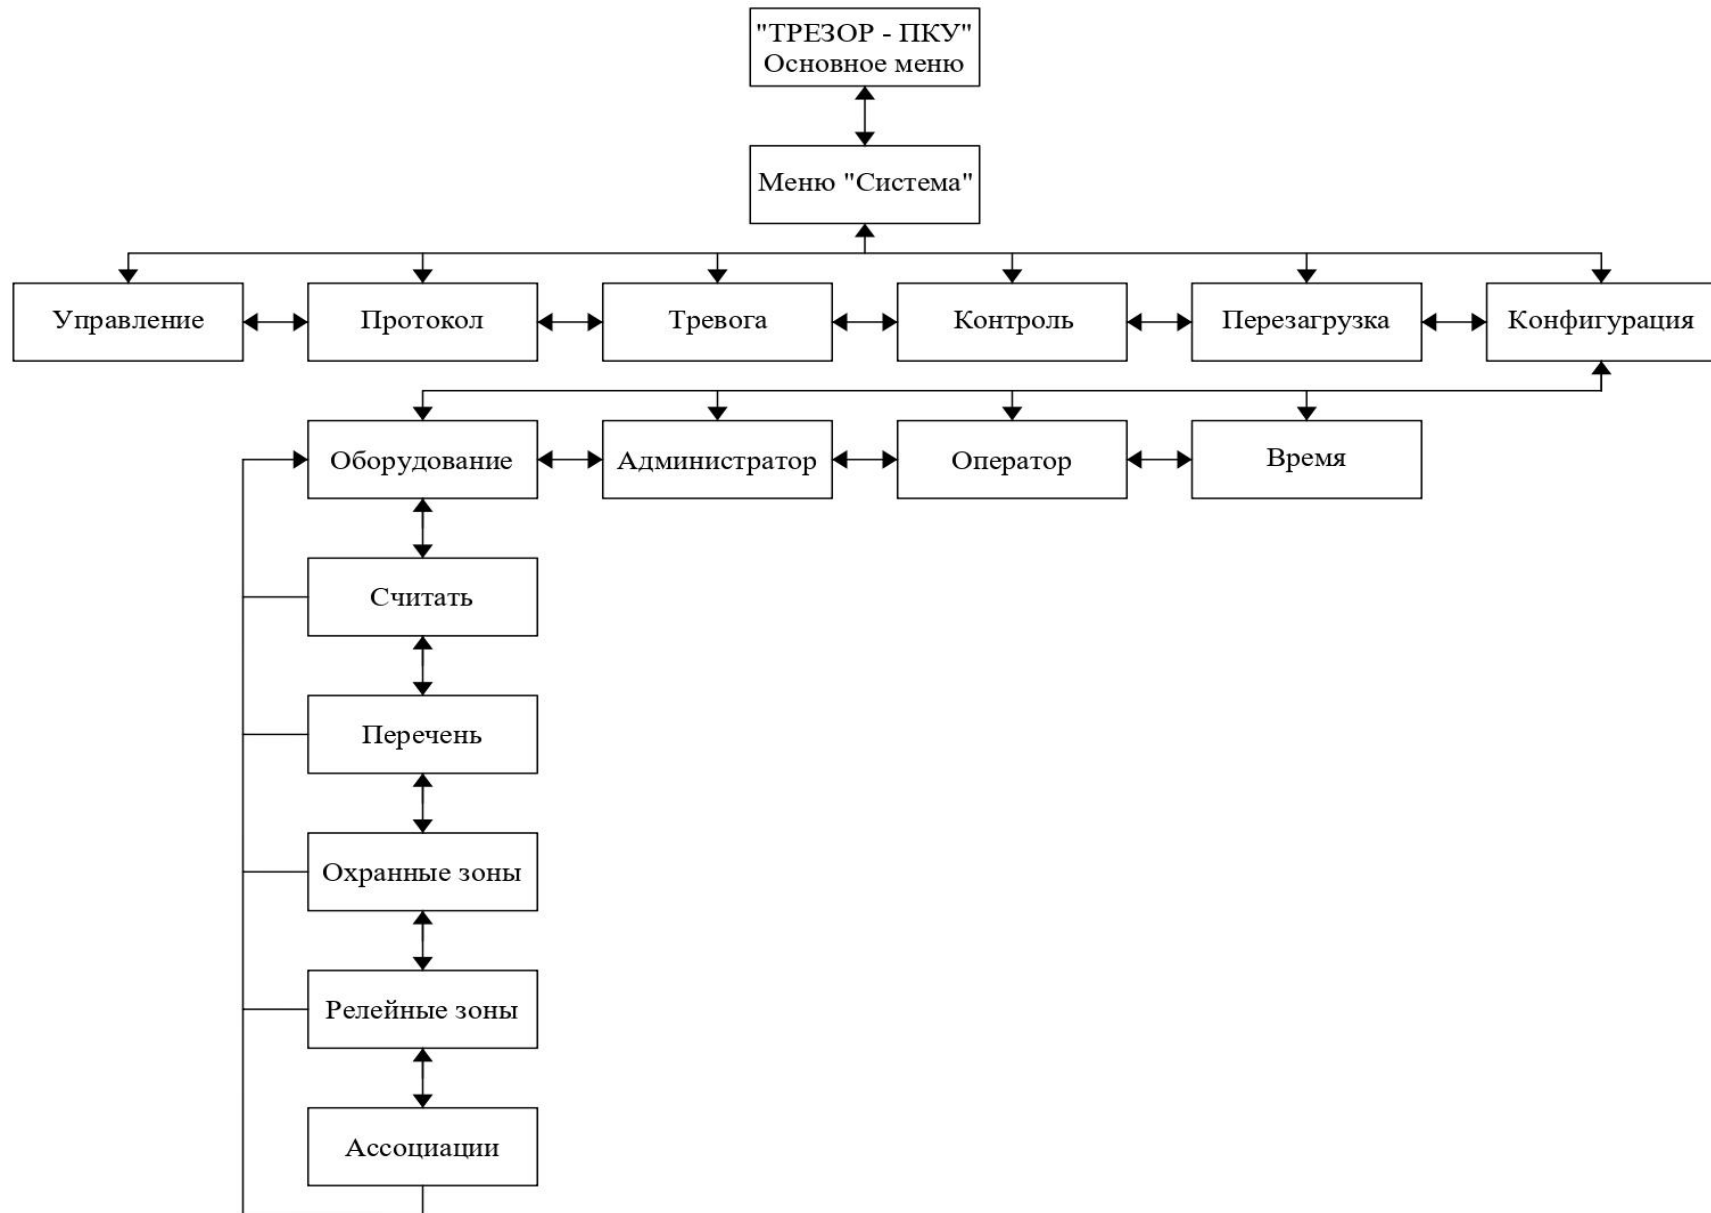 "ТРЕЗОР - ПКУ"
Основное меню
Меню "Система"
Управление
Протокол
Тревога
Контроль
Перезагрузка
Конфигурация
Оборудование
Администратор
Оператор
Время
Считать
Перечень
Охранные зоны
Релейные зоны
Ассоциации